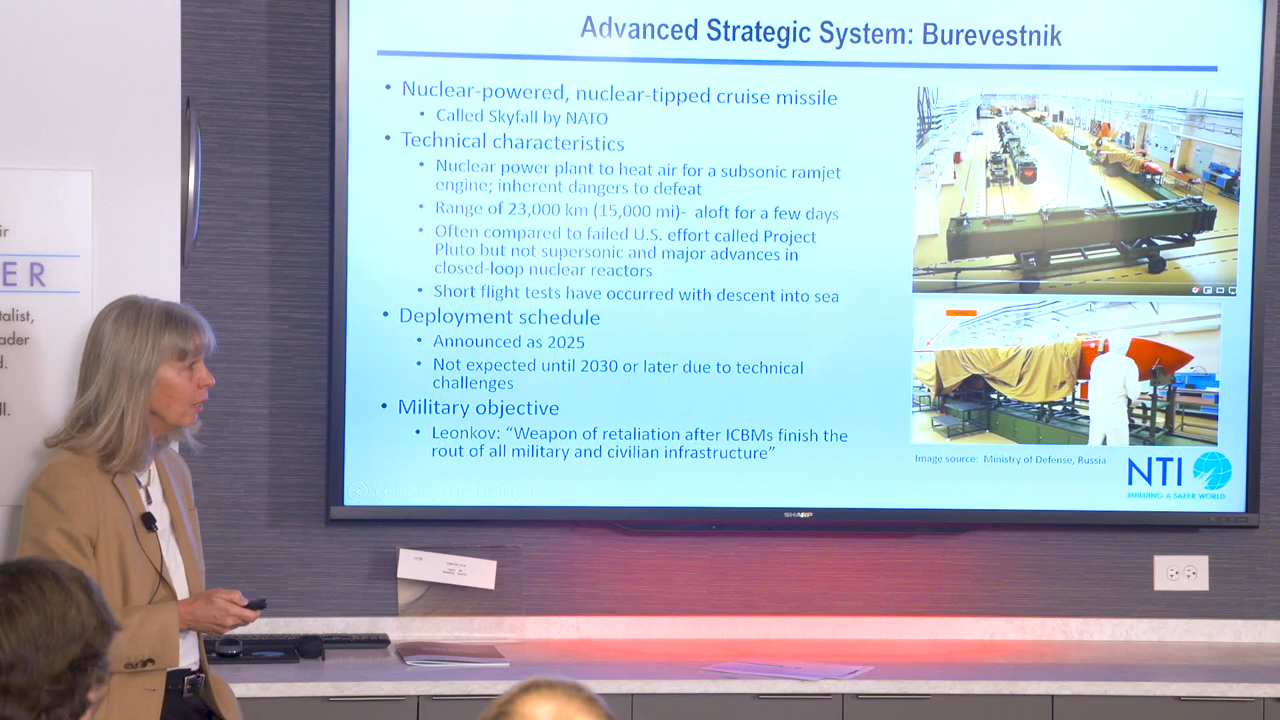 Advanced Strategic System: Burevestnik
• Nuclear-powered, nuclear-tipped cruise missile
• Called Skyfall by NATO
• Technical characteristics
• Nuclear power plant to heat air for a subsonic ramjet
engine; inherent dangers to defeat
• Range of 23,000 km (15,000 mi)- aloft for a few days
• Often compared to failed U.S. effort called Project
Pluto but not supersonic and major advances in
closed-loop nuclear reactors
• Short flight tests have occurred with descent into sea
• Deployment schedule
• Announced as 2025
• Not expected until 2030 or later due to technical
challenges
• Military objective
• Leonkov: “Weapon of retaliation after ICBMs finish the
rout of all military and civilian infrastructure”
Image source: Ministry of Defense, Russia
NTI
BUILDING A SAFER WORLD
SHARP
ER